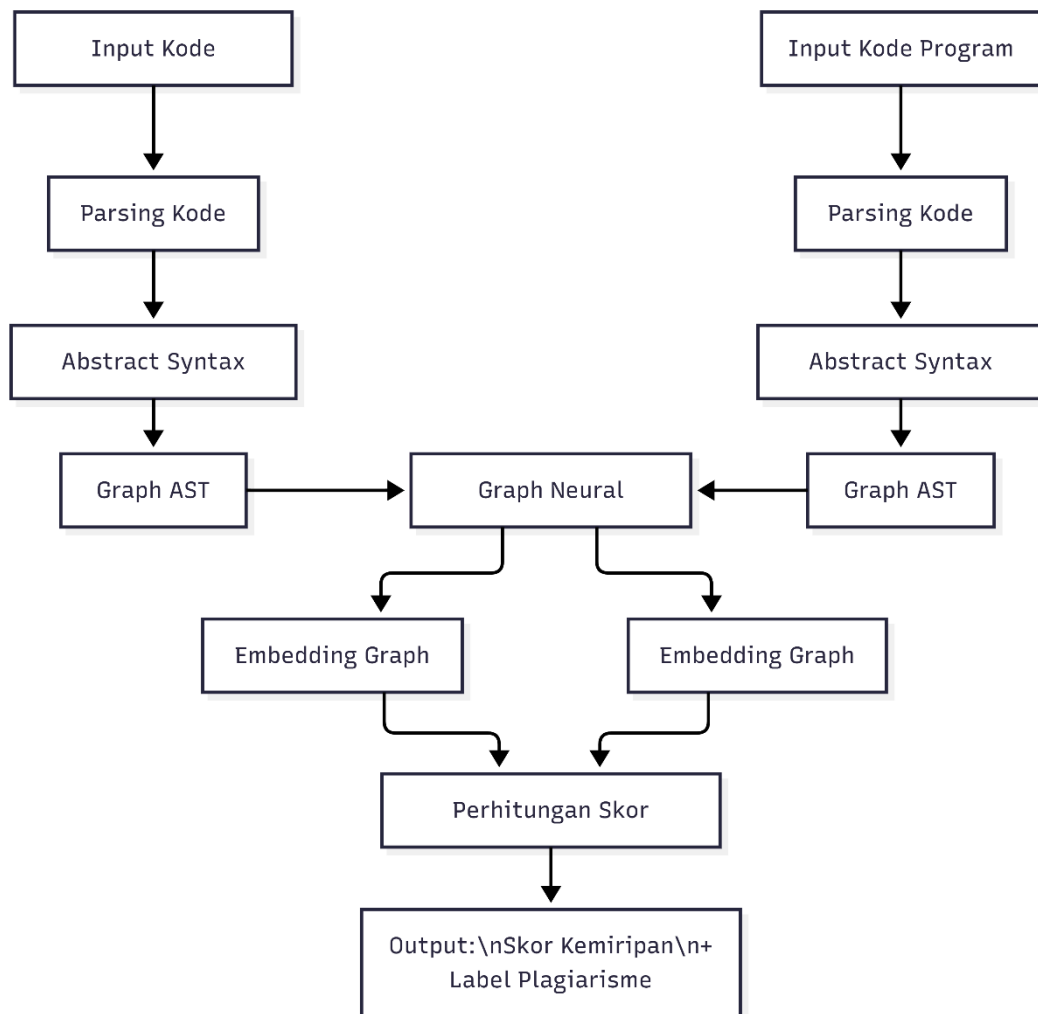 Input Kode
Input Kode Program
Parsing Kode
Parsing Kode
Abstract Syntax
Abstract Syntax
Graph AST
Graph Neural
Graph AST
Embedding Graph
Embedding Graph
Perhitungan Skor
Output:\nSkor Kemiripan\n+
Label Plagiarisme